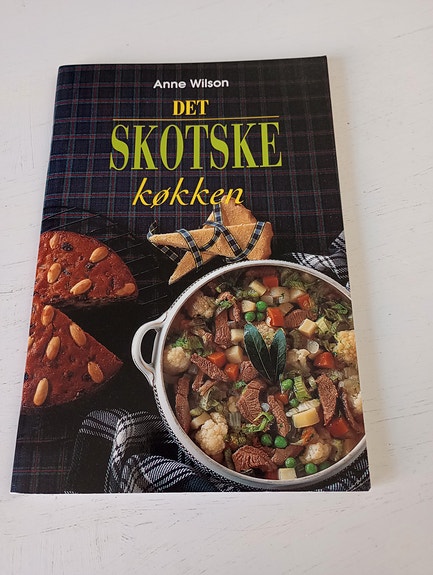 Anne Wilson
DET
SKOTSKE
køkken